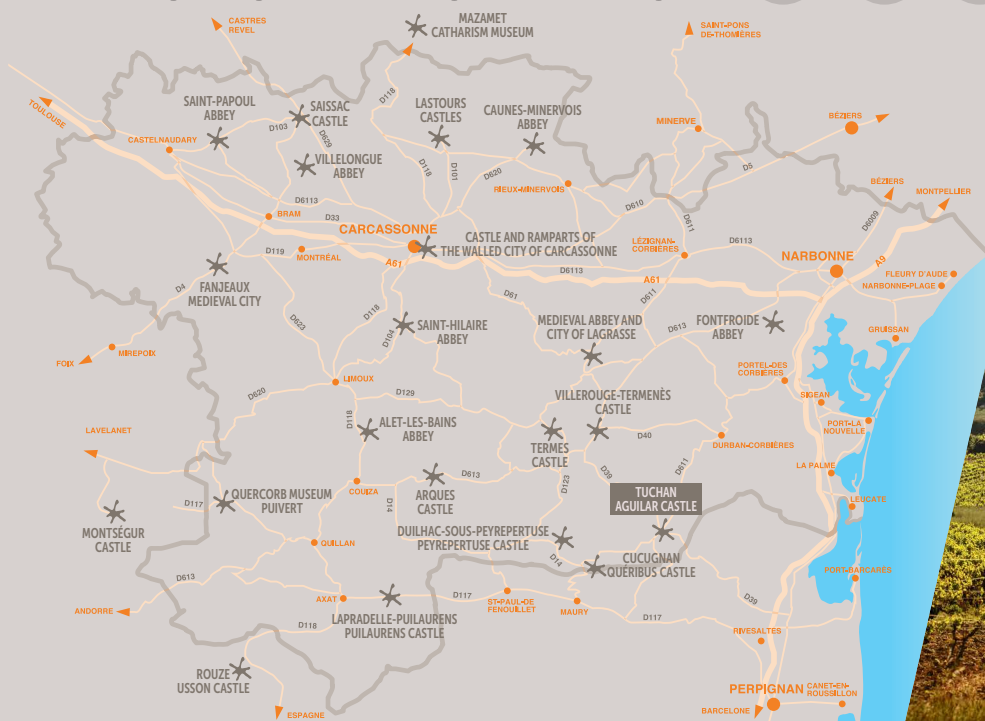 MAZAMET
CATHARISM MUSEUM
CASTRES
REVEL
SAINT-PONS
DE-THOMIÈRES
TOULOUSE
D118
SAINT-PAPOUL
ABBEY
SAISSAC
CASTLE
LASTOURS
CASTLES
CAUNES-MINERVOIS
ABBEY
MINERVE
BÉZIERS
CASTELNAUDARY
D103
D629
VILLELONGUE
ABBEY
D118
D101
D620
RIEUX-MINERVOIS
D5
BÉZIERS
MONTPELLIER
D6113
D610
BRAM
D33
CARCASSONNE
CASTLE AND RAMPARTS OF
THE WALLED CITY OF CARCASSONNE
D611
LÉZIGNAN-
CORBIÈRES
D6113
D6009
NARBONNE
A9
D119
MONTRÉAL
A61
D6113
A61
FLEURY D'AUDE
NARBONNE-PLAGE
FANJEAUX
MEDIEVAL CITY
D4
D623
D118
D104
SAINT-HILAIRE
ABBEY
D61
D611
MEDIEVAL ABBEY AND
CITY OF LAGRASSE
D613
FONTFROIDE
ABBEY
GRUISSAN
MIREPOIX
FOIX
LIMOUX
D620
D129
PORTEL-DES
CORBIÈRES
SIGEAN
VILLEROUGE-TERMENÈS
CASTLE
LAVELANET
D118
ALET-LES-BAINS
ABBEY
TERMES
CASTLE
D40
DURBAN-CORBIÈRES
PORT-LA
NOUVELLE
LA PALME
D39
D611
COUIZA
D613
ARQUES
CASTLE
D123
TUCHAN
AGUILAR CASTLE
LEUCATE
D117
QUERCORB MUSEUM
PUIVERT
D14
MONTSÉGUR
CASTLE
QUILLAN
DUILHAC-SOUS-PEYREPERTUSE
PEYREPERTUSE CASTLE
D14
CUCUGNAN
QUÉRIBUS CASTLE
PORT-BARCARÈS
D613
ANDORRE
AXAT
LAPRADELLE-PUILAURENS
PUILAURENS CASTLE
D117
ST-PAUL-DE
FENOUILLET
MAURY
D117
D39
D118
RIVESALTES
ROUZE
USSON CASTLE
ESPAGNE
PERPIGNAN
CANET-EN-
ROUSSILLON
BARCELONE